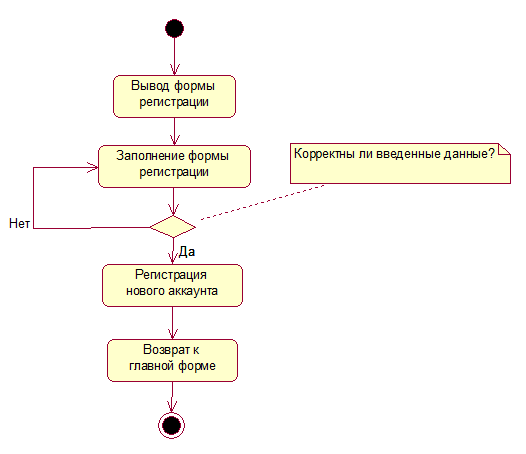 Вывод формы
регистрации
Заполнение формы
регистрации
Корректны ли введенные данные?
Нет
Да
Регистрация
нового аккаунта
Возврат к
главной форме